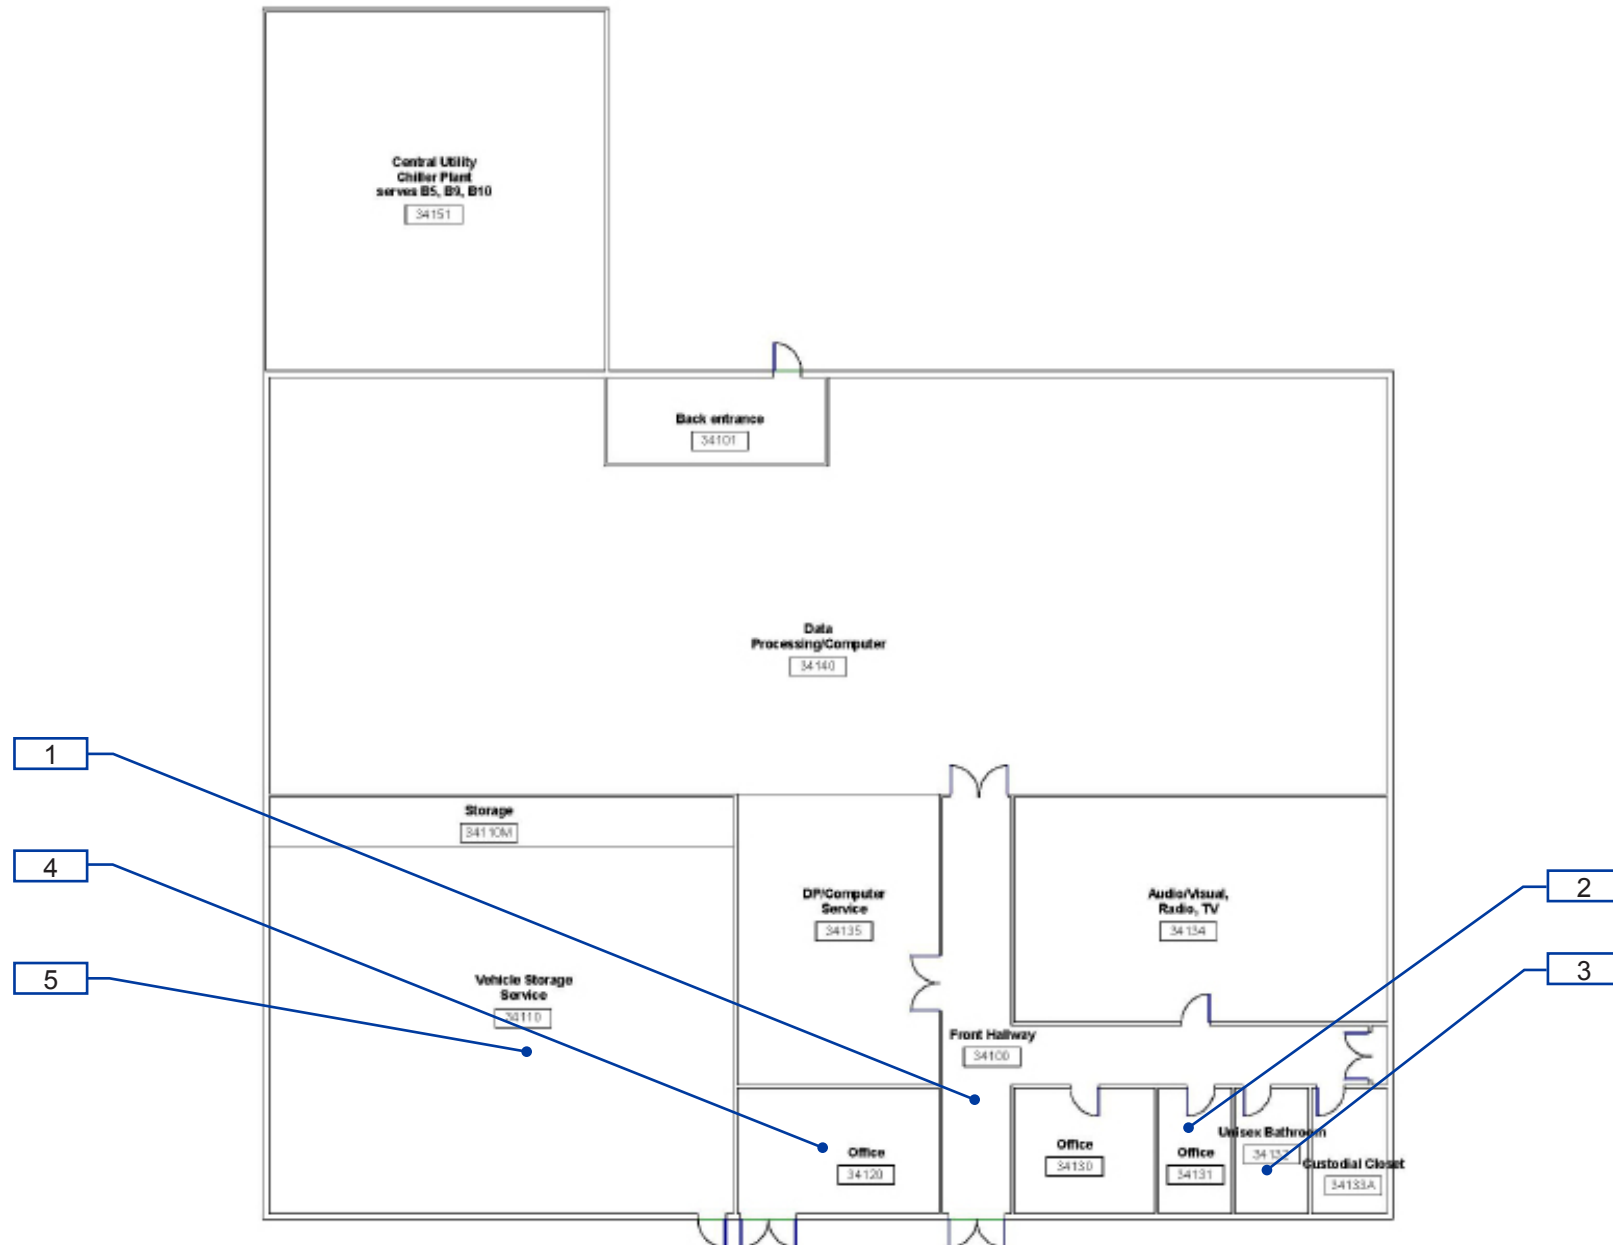 Central Utility
Chiller Plant
serves B5, B9, B10
34151
Back entrance
34101
Data
Processing/Computer
34140
1
Storage
34110M
4
DP/Computer
Service
34135
Audio/Visual,
Radio, TV
34134
2
5
Vehicle Storage
Service
34110
3
Front Hallway
34100
Office
34120
Office
34130
Office
34131
Unisex Bathroom
34132
Custodial Closet
34133A